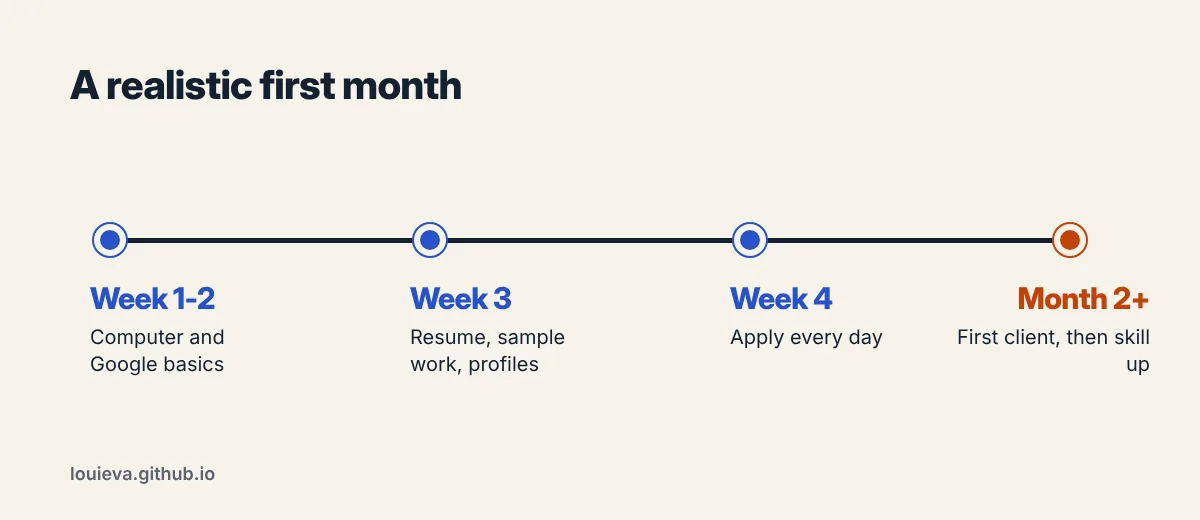 A realistic first month
Week 1-2
Computer and
Google basics
Week 3
Resume, sample
work, profiles
Week 4
Apply every day
Month 2+
First client, then skill
up
louieva.github.io